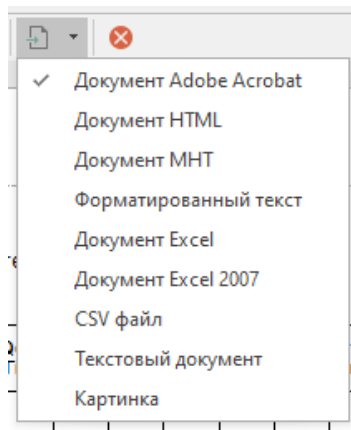 Документ Adobe Acrobat
Документ HTML
Документ MHT
Форматированный текст
Документ Excel
Документ Excel 2007
CSV файл
Текстовый документ
Картинка